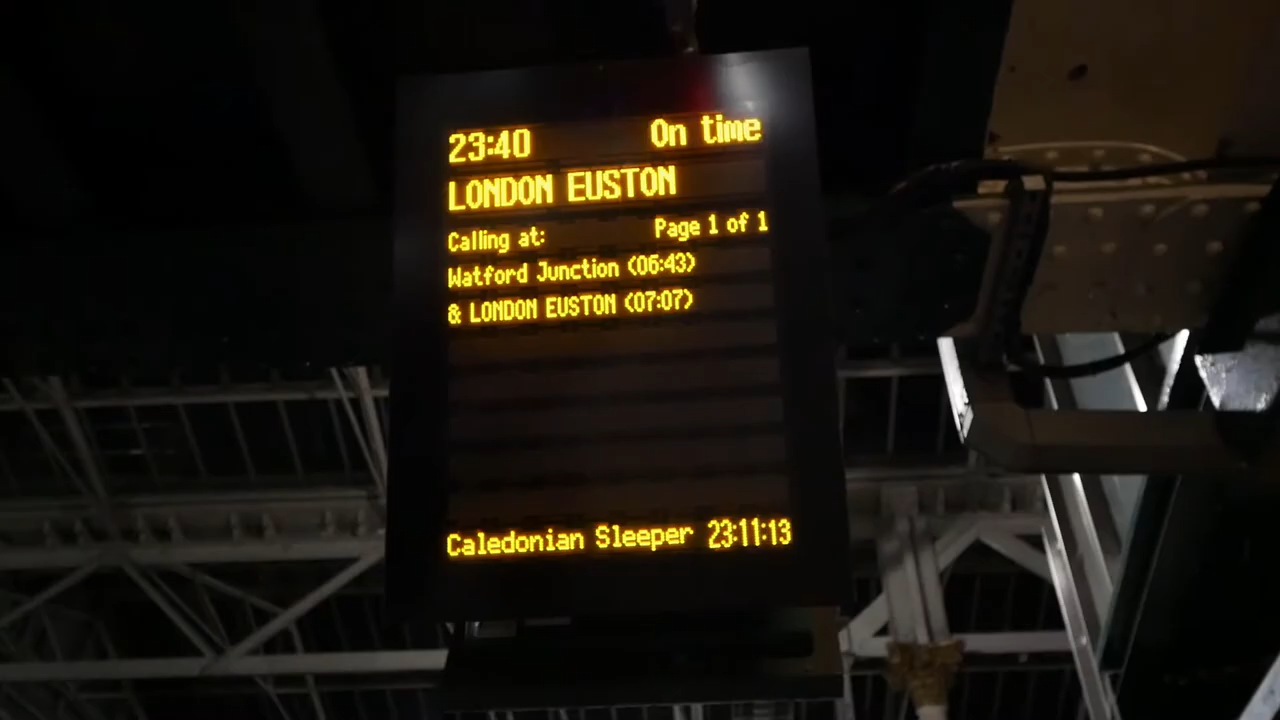 23:40 On time
LONDON EUSTON
Calling at: Page 1 of 1
Watford Junction (06:43)
& LONDON EUSTON (07:07)
Caledonian Sleeper 23:11:13